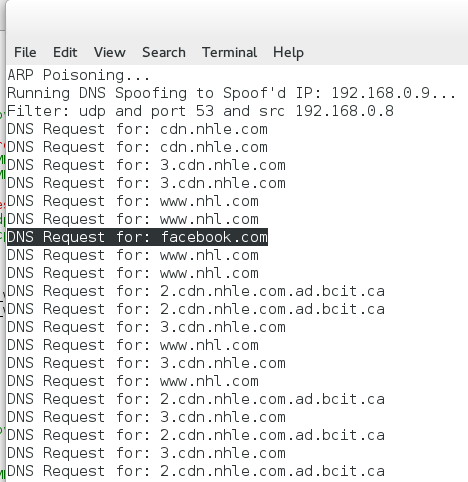 File Edit View Search Terminal Help
ARP Poisoning...
Running DNS Spoofing to Spoof'd IP: 192.168.0.9...
Filter: udp and port 53 and src 192.168.0.8
DNS Request for: cdn.nhle.com
DNS Request for: cdn.nhle.com
DNS Request for: 3.cdn.nhle.com
DNS Request for: 3.cdn.nhle.com
DNS Request for: www.nhl.com
DNS Request for: www.nhl.com
DNS Request for: facebook.com
DNS Request for: www.nhl.com
DNS Request for: www.nhl.com
DNS Request for: 2.cdn.nhle.com.ad.bcit.ca
DNS Request for: 2.cdn.nhle.com.ad.bcit.ca
DNS Request for: 3.cdn.nhle.com
DNS Request for: www.nhl.com
DNS Request for: 3.cdn.nhle.com
DNS Request for: www.nhl.com
DNS Request for: 2.cdn.nhle.com.ad.bcit.ca
DNS Request for: 3.cdn.nhle.com
DNS Request for: 2.cdn.nhle.com.ad.bcit.ca
DNS Request for: 3.cdn.nhle.com
DNS Request for: 2.cdn.nhle.com.ad.bcit.ca